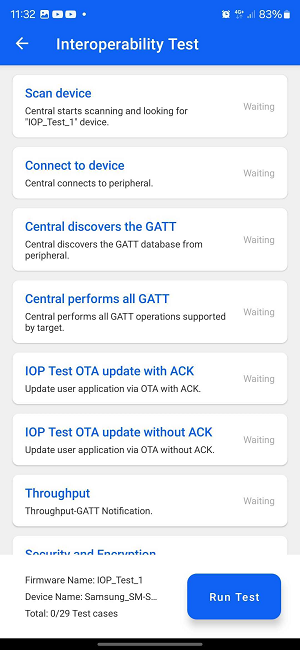 11:32 83%
Interoperability Test
Scan device
Central starts scanning and looking for
"IOP_Test_1" device.
Waiting
Connect to device
Central connects to peripheral.
Waiting
Central discovers the GATT
Central discovers the GATT database from
peripheral.
Waiting
Central performs all GATT
Central performs all GATT operations supported
by target.
Waiting
IOP Test OTA update with ACK
Update user application via OTA with ACK.
Waiting
IOP Test OTA update without ACK
Update user application via OTA without ACK.
Waiting
Throughput
Throughput-GATT Notification.
Waiting
Security and Encryption
Firmware Name: IOP_Test_1
Device Name: Samsung_SM-S...
Total: 0/29 Test cases
Run Test